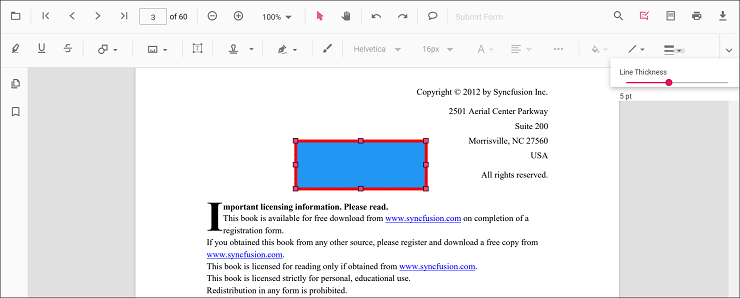 3 of 60 100% Submit Form
Helvetica 16px A
Line Thickness
5 pt
Copyright © 2012 by Syncfusion Inc.
2501 Aerial Center Parkway
Suite 200
Morrisville, NC 27560
USA
All rights reserved.
Important licensing information. Please read.
This book is available for free download from www.syncfusion.com on completion of a
registration form.
If you obtained this book from any other source, please register and download a free copy from
www.syncfusion.com.
This book is licensed for reading only if obtained from www.syncfusion.com.
This book is licensed strictly for personal, educational use.
Redistribution in any form is prohibited.